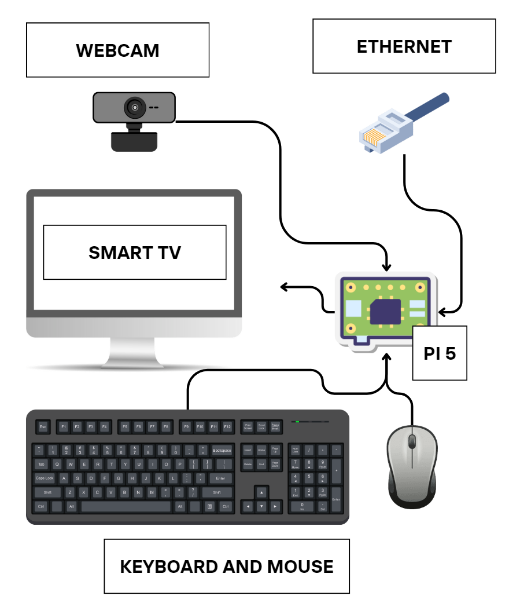 WEBCAM
ETHERNET
SMART TV
PI 5
KEYBOARD AND MOUSE